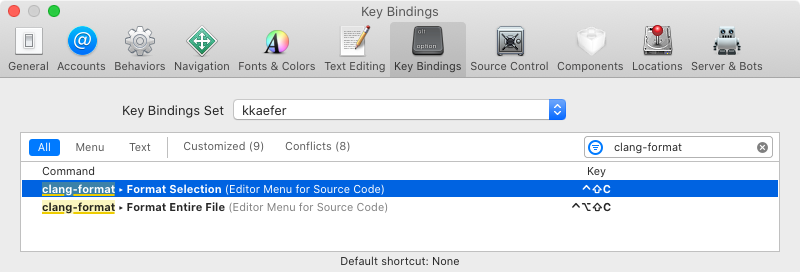 Key Bindings
General Accounts Behaviors Navigation Fonts & Colors Text Editing alt option Key Bindings Source Control Components Locations Server & Bots
Key Bindings Set kkaefer
All Menu Text Customized (9) Conflicts (8) clang-format
Command Key
clang-format ▸ Format Selection (Editor Menu for Source Code) ^⇧C
clang-format ▸ Format Entire File (Editor Menu for Source Code) ^⌥⇧C
Default shortcut: None